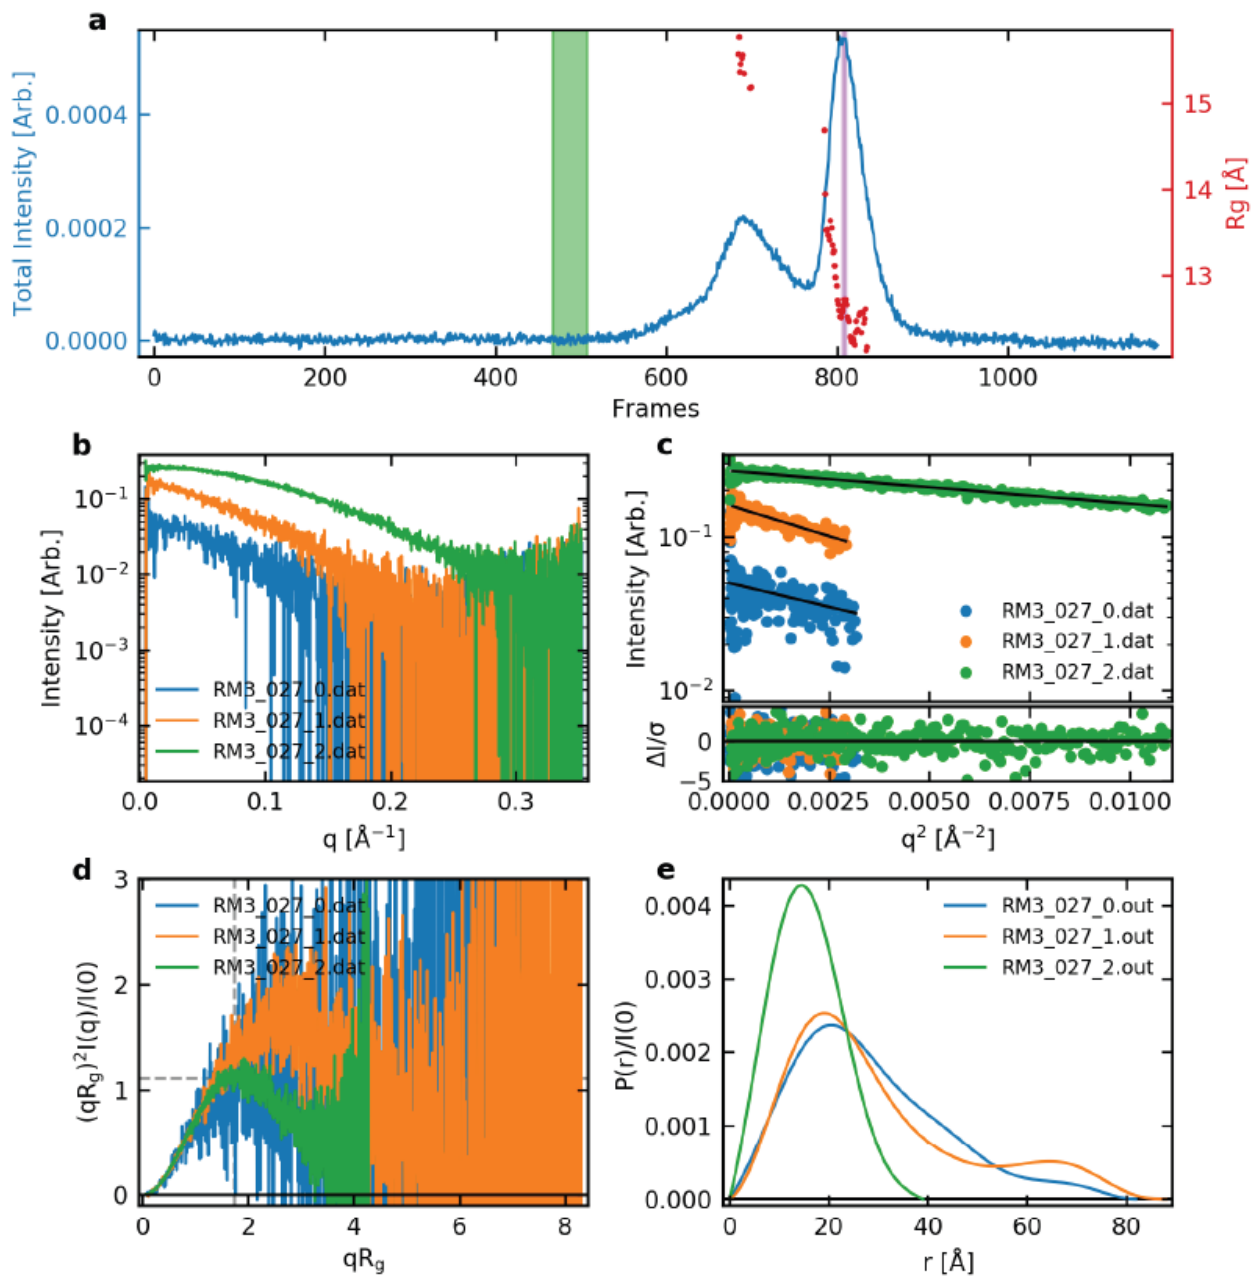 a
Total Intensity [Arb.]
0.0004
0.0002
0.0000
15
14
13
Rg [Å]
0 200 400 600 800 1000
Frames
b
Intensity [Arb.]
10⁻¹
10⁻²
10⁻³
10⁻⁴
RM3_027_0.dat
RM3_027_1.dat
RM3_027_2.dat
0.0 0.1 0.2 0.3
q [Å⁻¹]
c
Intensity [Arb.]
10⁻¹
10⁻²
RM3_027_0.dat
RM3_027_1.dat
RM3_027_2.dat
ΔI/σ
0
−5
0.0000 0.0025 0.0050 0.0075 0.0100
q² [Å⁻²]
d
(qRg)²I(q)/I(0)
3
2
1
0
RM3_027_0.dat
RM3_027_1.dat
RM3_027_2.dat
0 2 4 6 8
qRg
e
P(r)/I(0)
0.004
0.003
0.002
0.001
0.000
RM3_027_0.out
RM3_027_1.out
RM3_027_2.out
0 20 40 60 80
r [Å]